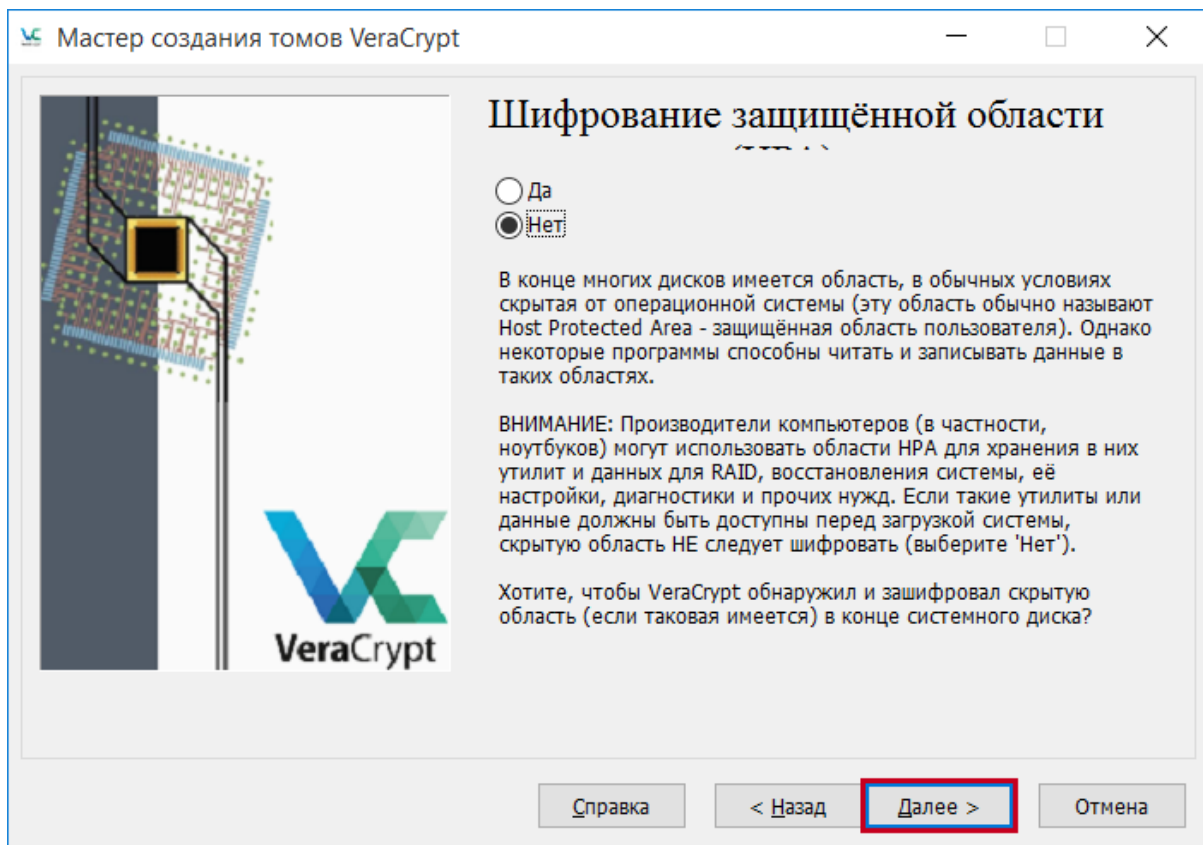 Мастер создания томов VeraCrypt
Шифрование защищённой области
Да
Нет
В конце многих дисков имеется область, в обычных условиях
скрытая от операционной системы (эту область обычно называют
Host Protected Area - защищённая область пользователя). Однако
некоторые программы способны читать и записывать данные в
таких областях.
ВНИМАНИЕ: Производители компьютеров (в частности,
ноутбуков) могут использовать области HPA для хранения в них
утилит и данных для RAID, восстановления системы, её
настройки, диагностики и прочих нужд. Если такие утилиты или
данные должны быть доступны перед загрузкой системы,
скрытую область НЕ следует шифровать (выберите 'Нет').
Хотите, чтобы VeraCrypt обнаружил и зашифровал скрытую
область (если таковая имеется) в конце системного диска?
VeraCrypt
Справка
< Назад
Далее >
Отмена